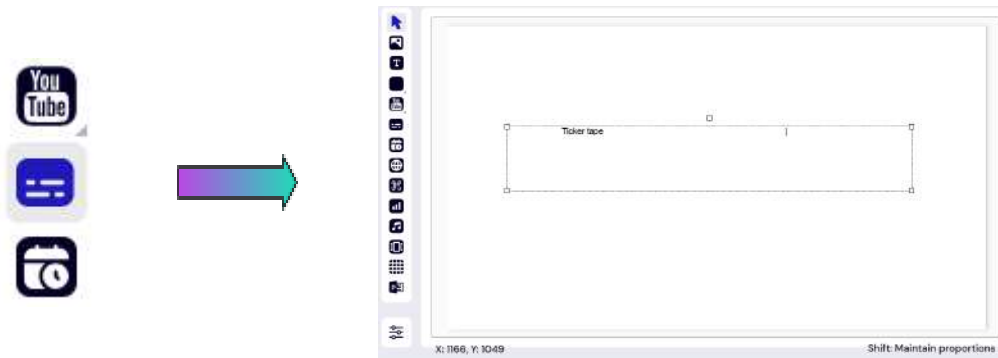 You
Tube
T
Ticker tape
X: 1166, Y: 1049
Shift: Maintain proportions